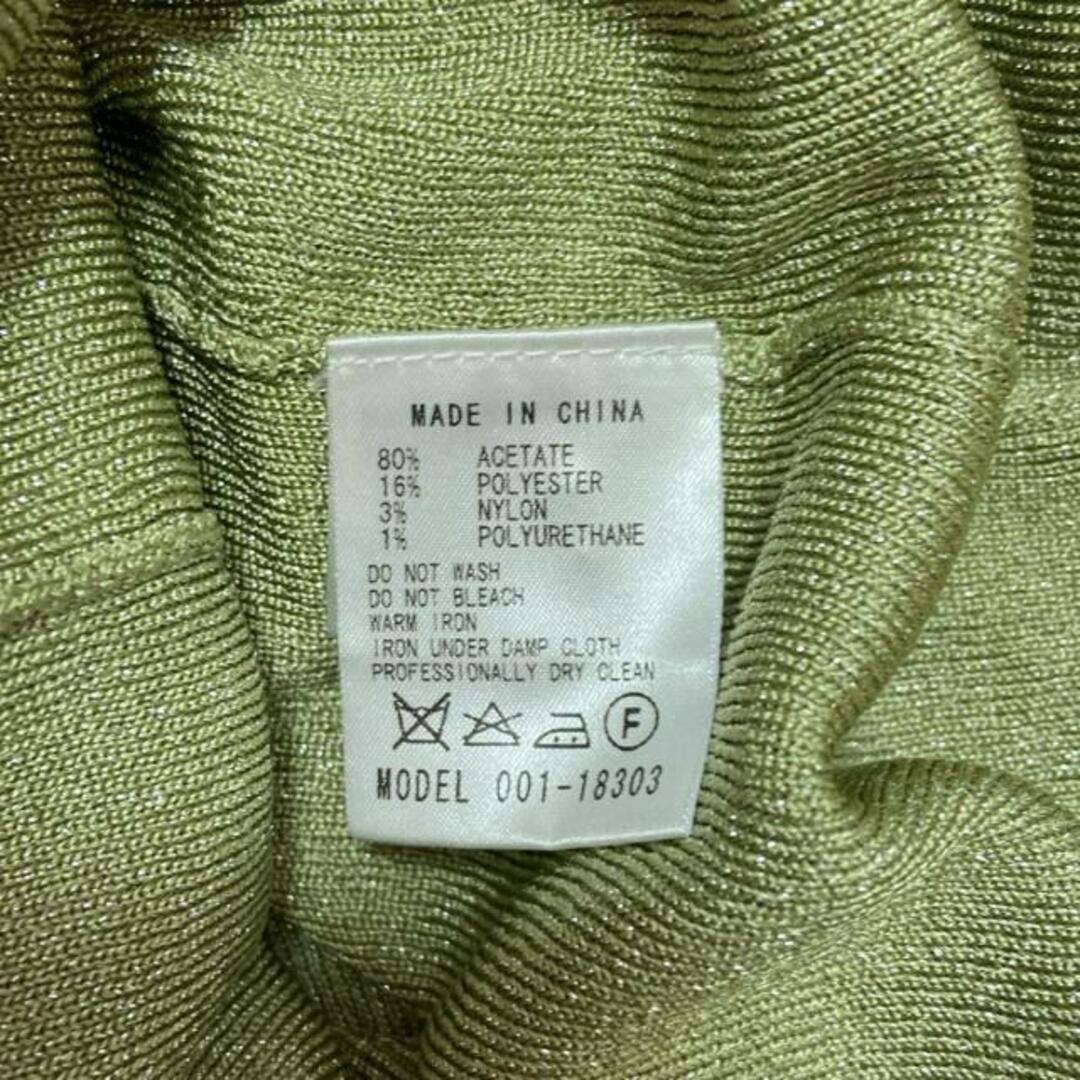 MADE IN CHINA
80% ACETATE
16% POLYESTER
3% NYLON
1% POLYURETHANE
DO NOT WASH
DO NOT BLEACH
WARM IRON
IRON UNDER DAMP CLOTH
PROFESSIONALLY DRY CLEAN
F
MODEL 001-18303